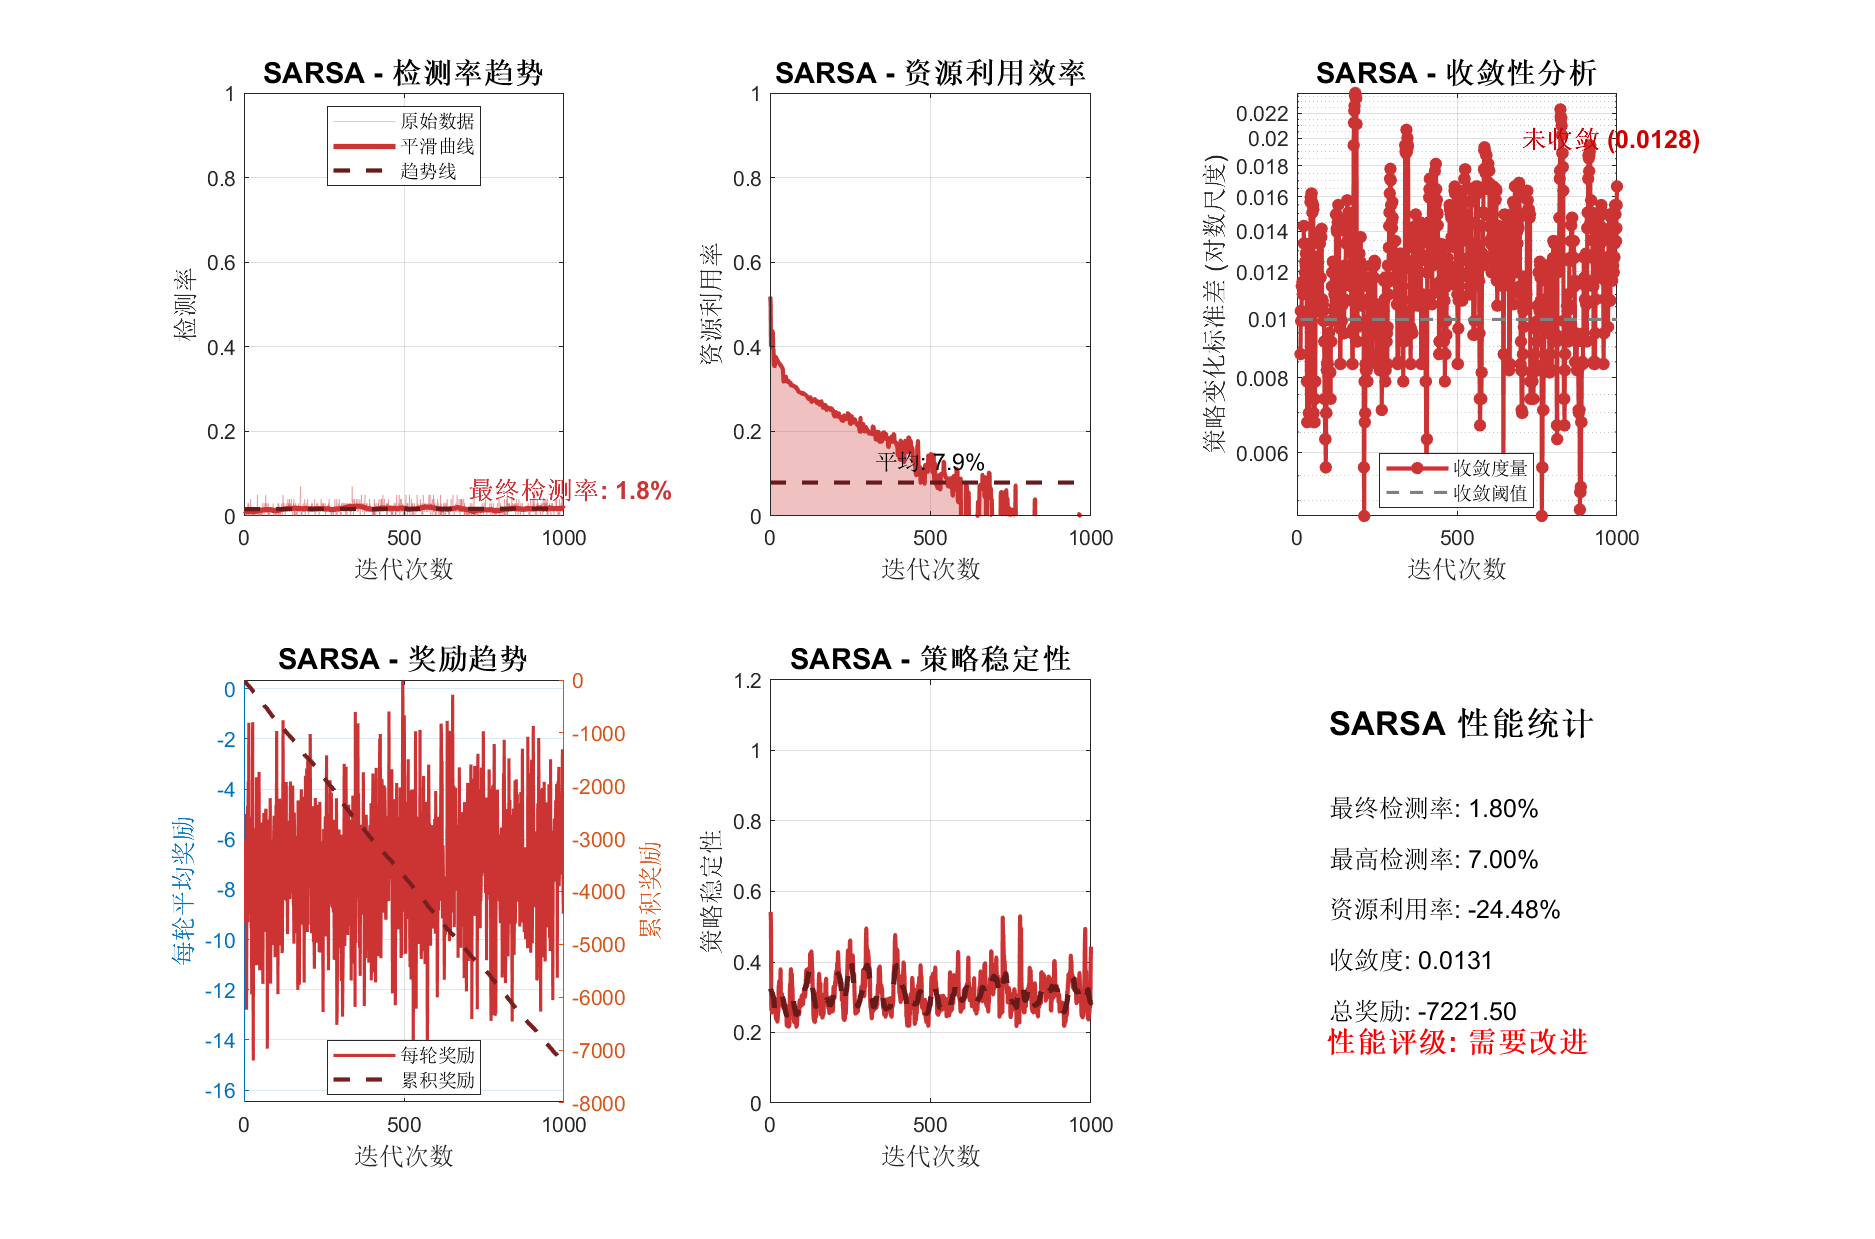 SARSA - 检测率趋势
1
0.8
0.6
0.4
0.2
0
0
500
1000
检测率
迭代次数
原始数据
平滑曲线
趋势线
最终检测率: 1.8%
SARSA - 资源利用效率
1
0.8
0.6
0.4
0.2
0
0
500
1000
资源利用率
迭代次数
平均: 7.9%
SARSA - 收敛性分析
0.022
0.02
0.018
0.016
0.014
0.012
0.01
0.008
0.006
0
500
1000
策略变化标准差 (对数尺度)
迭代次数
未收敛 (0.0128)
收敛度量
收敛阈值
SARSA - 奖励趋势
0
-2
-4
-6
-8
-10
-12
-14
-16
0
-1000
-2000
-3000
-4000
-5000
-6000
-7000
-8000
0
500
1000
每轮平均奖励
累积奖励
迭代次数
每轮奖励
累积奖励
SARSA - 策略稳定性
1.2
1
0.8
0.6
0.4
0.2
0
0
500
1000
策略稳定性
迭代次数
SARSA 性能统计
最终检测率: 1.80%
最高检测率: 7.00%
资源利用率: -24.48%
收敛度: 0.0131
总奖励: -7221.50
性能评级: 需要改进